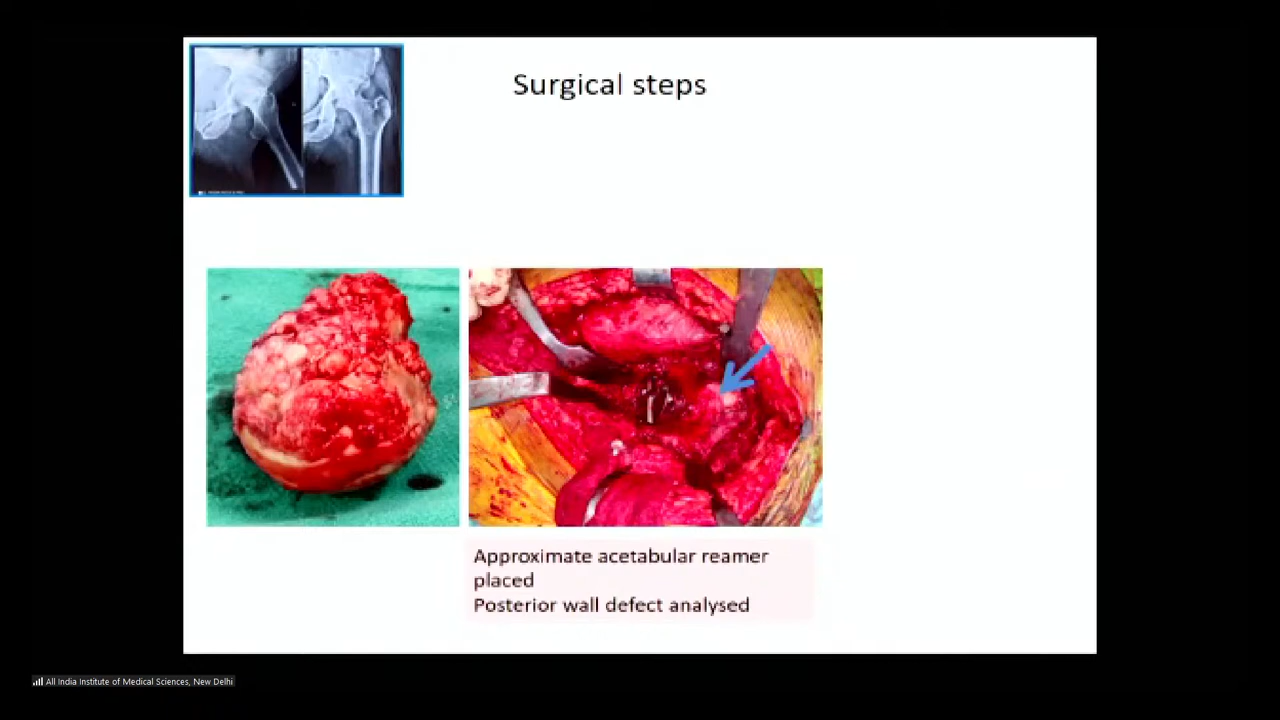 Surgical steps
Approximate acetabular reamer
placed
Posterior wall defect analysed
All India Institute of Medical Sciences, New Delhi